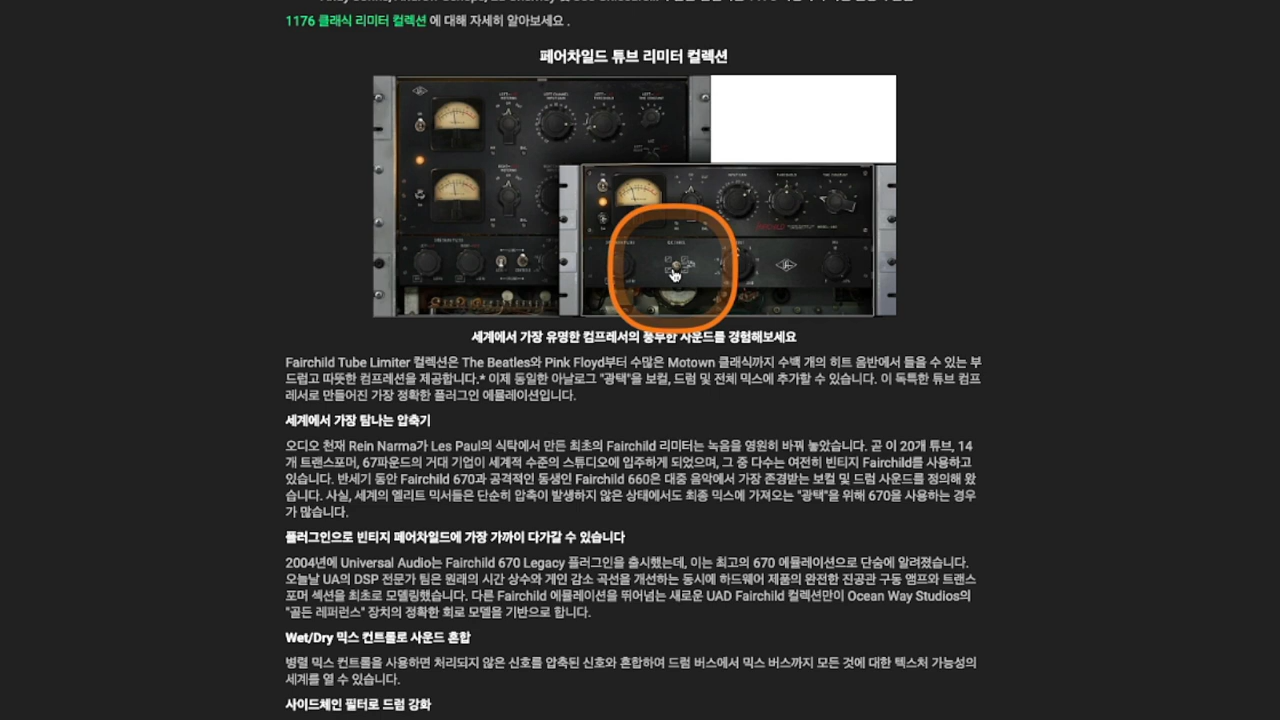 1176 클래식 리미터 컬렉션 에 대해 자세히 알아보세요 .
페어차일드 튜브 리미터 컬렉션
세계에서 가장 유명한 컴프레서의 풍부한 사운드를 경험해보세요
Fairchild Tube Limiter 컬렉션은 The Beatles와 Pink Floyd부터 수많은 Motown 클래식까지 수백 개의 히트 음반에서 들을 수 있는 부
드럽고 따뜻한 컴프레션을 제공합니다.* 이제 동일한 아날로그 "광택"을 보컬, 드럼 및 전체 믹스에 추가할 수 있습니다. 이 독특한 튜브 컴프
레서로 만들어진 가장 정확한 플러그인 에뮬레이션입니다.
세계에서 가장 탐나는 압축기
오디오 천재 Rein Narma가 Les Paul의 식탁에서 만든 최초의 Fairchild 리미터는 녹음을 영원히 바꿔 놓았습니다. 곧 이 20개 튜브, 14
개 트랜스포머, 67파운드의 거대 기업이 세계적 수준의 스튜디오에 입주하게 되었으며, 그 중 다수는 여전히 빈티지 Fairchild를 사용하고
있습니다. 반세기 동안 Fairchild 670과 공격적인 동생인 Fairchild 660은 대중 음악에서 가장 존경받는 보컬 및 드럼 사운드를 정의해 왔
습니다. 사실, 세계의 엘리트 믹서들은 단순히 압축이 발생하지 않은 상태에서도 최종 믹스에 가져오는 "광택"을 위해 670을 사용하는 경우
가 많습니다.
플러그인으로 빈티지 페어차일드에 가장 가까이 다가갈 수 있습니다
2004년에 Universal Audio는 Fairchild 670 Legacy 플러그인을 출시했는데, 이는 최고의 670 에뮬레이션으로 단숨에 알려졌습니다.
오늘날 UA의 DSP 전문가 팀은 원래의 시간 상수와 게인 감소 곡선을 개선하는 동시에 하드웨어 제품의 완전한 진공관 구동 앰프와 트랜스
포머 섹션을 최초로 모델링했습니다. 다른 Fairchild 에뮬레이션을 뛰어넘는 새로운 UAD Fairchild 컬렉션만이 Ocean Way Studios의
"골든 레퍼런스" 장치의 정확한 회로 모델을 기반으로 합니다.
Wet/Dry 믹스 컨트롤로 사운드 혼합
병렬 믹스 컨트롤을 사용하면 처리되지 않은 신호를 압축된 신호와 혼합하여 드럼 버스에서 믹스 버스까지 모든 것에 대한 텍스처 가능성의
세계를 열 수 있습니다.
사이드체인 필터로 드럼 강화